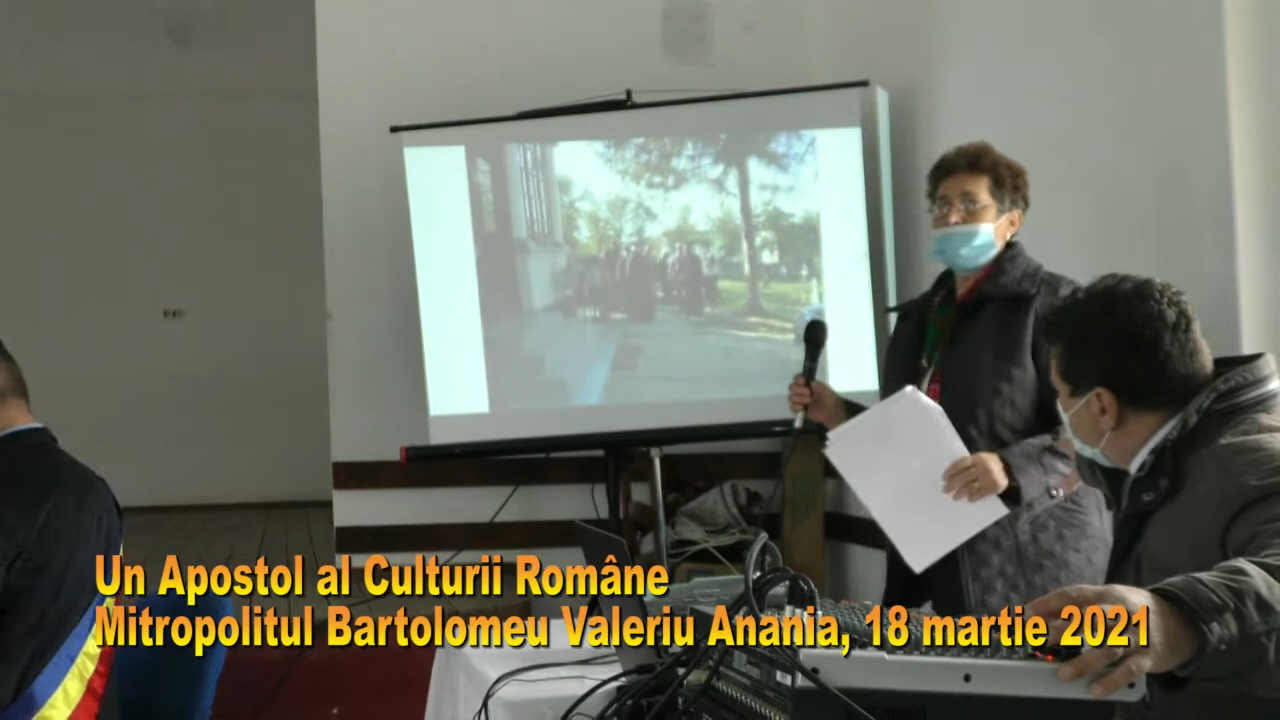 Un Apostol al Culturii Române
Mitropolitul Bartolomeu Valeriu Anania, 18 martie 2021